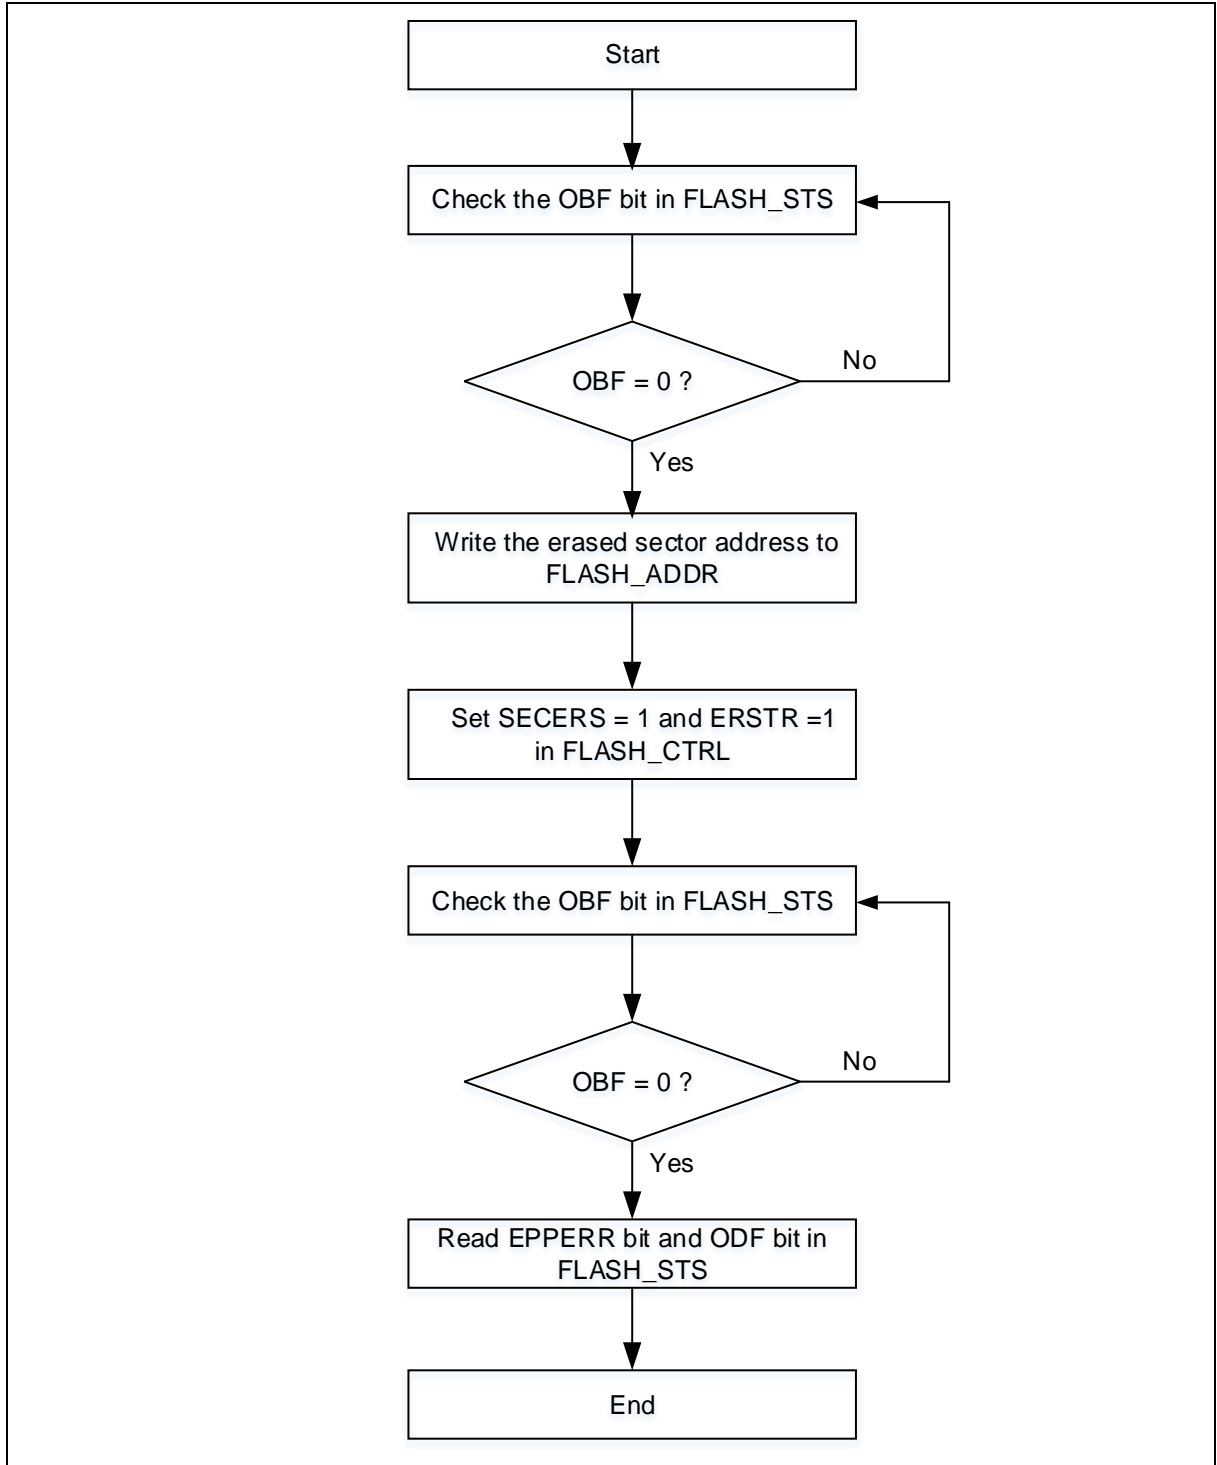 Start
Check the OBF bit in FLASH_STS
OBF = 0 ?
No
Yes
Write the erased sector address to
FLASH_ADDR
Set SECERS = 1 and ERSTR =1
in FLASH_CTRL
Check the OBF bit in FLASH_STS
OBF = 0 ?
No
Yes
Read EPPERR bit and ODF bit in
FLASH_STS
End